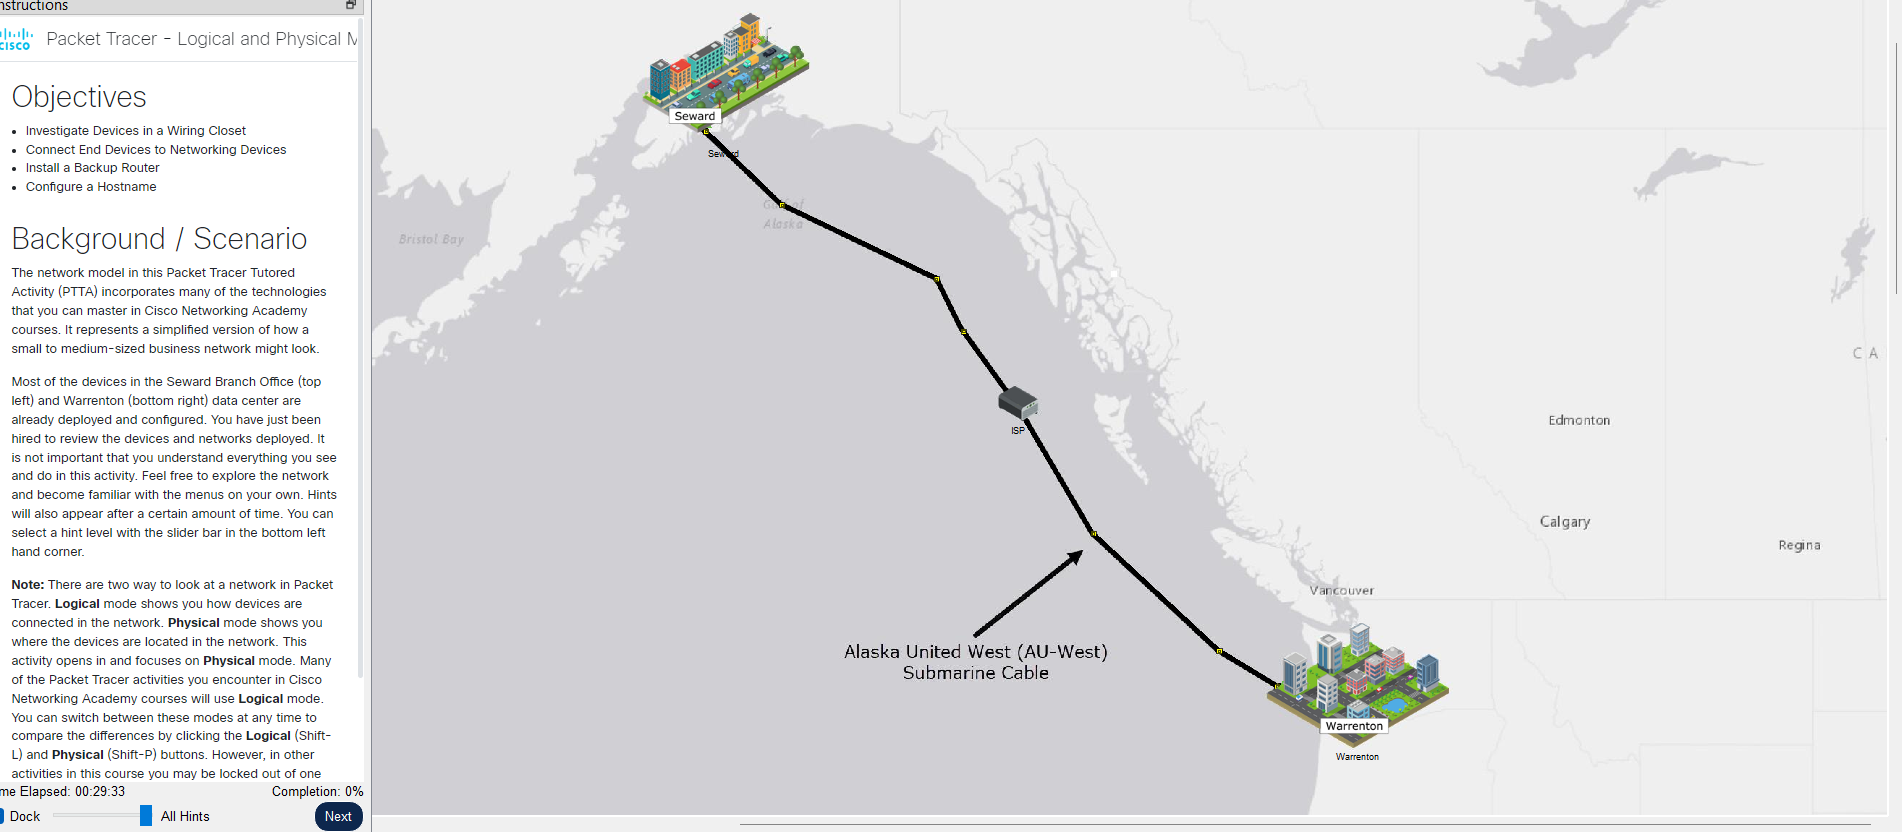 nstructions
CISCO
Packet Tracer - Logical and Physical M
Objectives
• Investigate Devices in a Wiring Closet
• Connect End Devices to Networking Devices
• Install a Backup Router
• Configure a Hostname
Background / Scenario
The network model in this Packet Tracer Tutored
Activity (PTTA) incorporates many of the technologies
that you can master in Cisco Networking Academy
courses. It represents a simplified version of how a
small to medium-sized business network might look.
Most of the devices in the Seward Branch Office (top
left) and Warrenton (bottom right) data center are
already deployed and configured. You have just been
hired to review the devices and networks deployed. It
is not important that you understand everything you see
and do in this activity. Feel free to explore the network
and become familiar with the menus on your own. Hints
will also appear after a certain amount of time. You can
select a hint level with the slider bar in the bottom left
hand corner.
Note: There are two way to look at a network in Packet
Tracer. Logical mode shows you how devices are
connected in the network. Physical mode shows you
where the devices are located in the network. This
activity opens in and focuses on Physical mode. Many
of the Packet Tracer activities you encounter in Cisco
Networking Academy courses will use Logical mode.
You can switch between these modes at any time to
compare the differences by clicking the Logical (Shift-
L) and Physical (Shift-P) buttons. However, in other
activities in this course you may be locked out of one
me Elapsed: 00:29:33
Completion: 0%
Dock
All Hints
Next
Seward
Seward
Gulf of
Alaska
Bristol Bay
ISP
C A
Edmonton
Calgary
Regina
Vancouver
Alaska United West (AU-West)
Submarine Cable
Warrenton
Warrenton